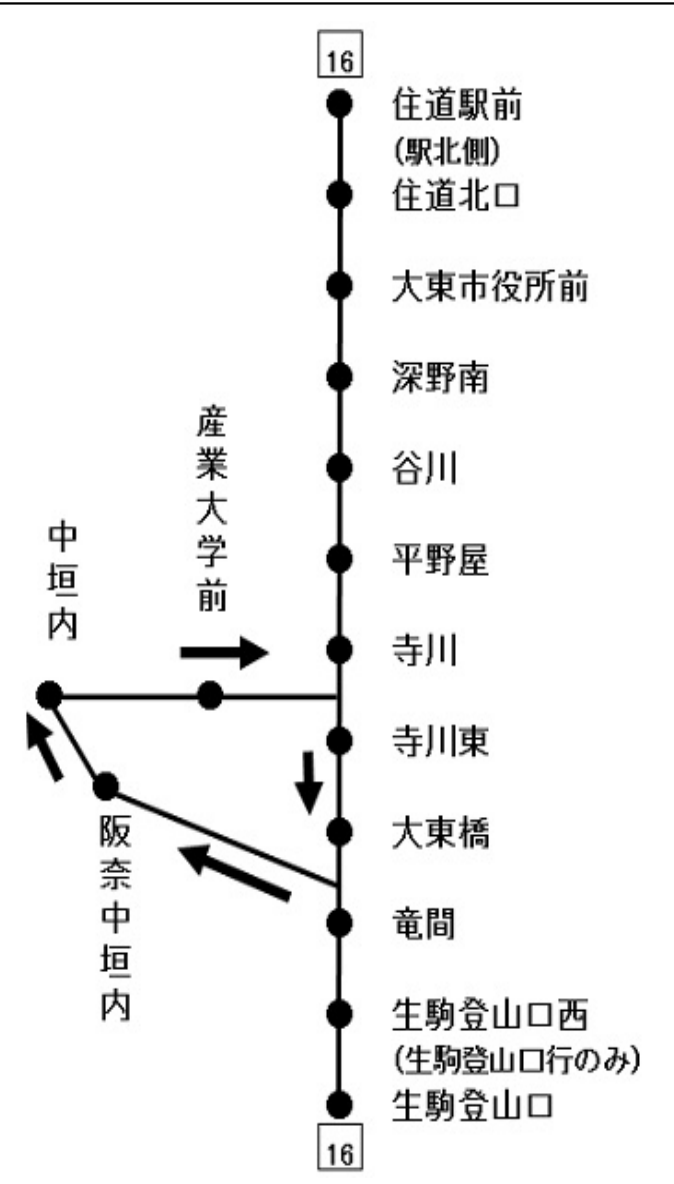 16
住道駅前
(駅北側)
住道北口
大東市役所前
深野南
谷川
平野屋
寺川
寺川東
大東橋
竜間
生駒登山口西
(生駒登山口行のみ)
生駒登山口
16
産業大学前
中垣内
阪奈中垣内